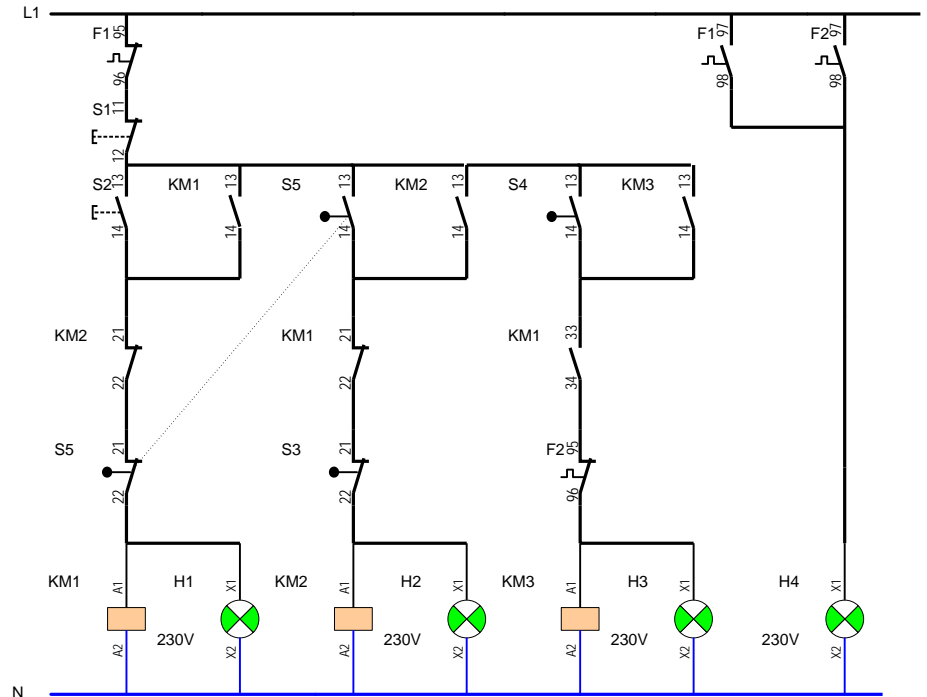 L1
F1 95 F1 97 F2 97
96 98 98
S1 11
12
S2 13 KM1 13 S5 13 KM2 13 S4 13 KM3 13
14 14 14 14 14 14
KM2 21 KM1 21 KM1 33
22 22 34
S5 21 S3 21 F2 95
22 22 96
KM1 A1 H1 X1 KM2 A1 H2 X1 KM3 A1 H3 X1 H4 X1
230V 230V 230V 230V
A2 X2 A2 X2 A2 X2 X2
N